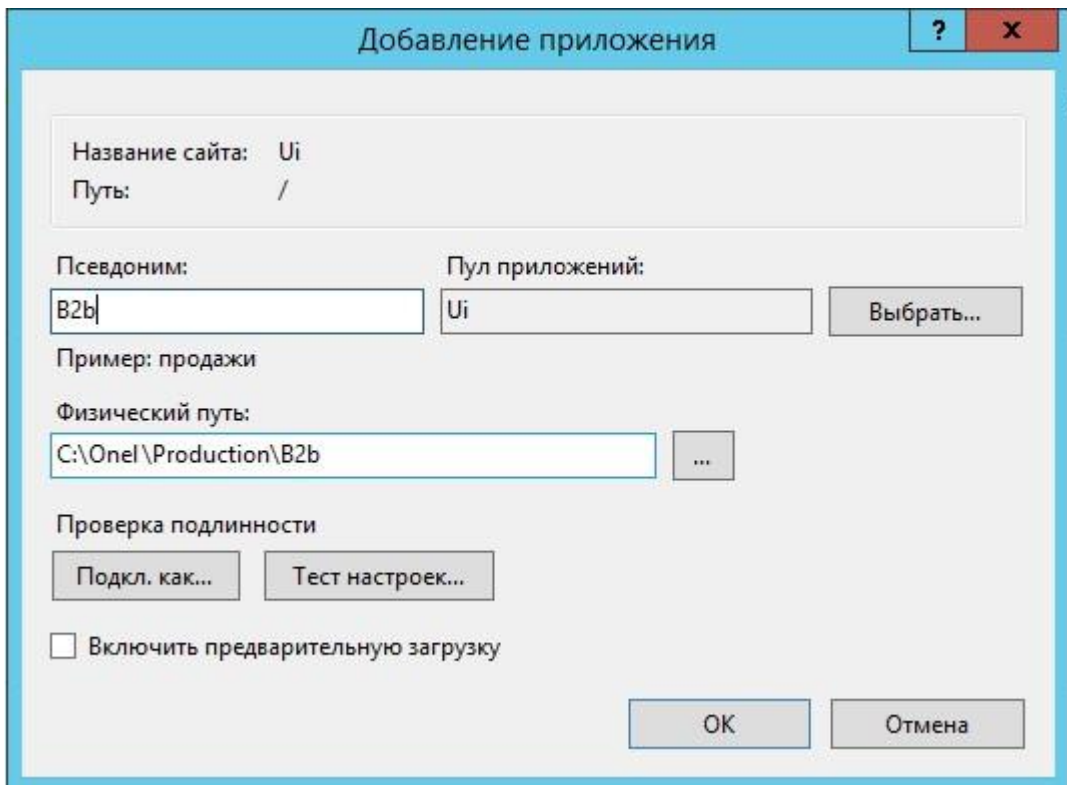 Добавление приложения
?
x
Название сайта: Ui
Путь: /
Псевдоним:
Пул приложений:
B2b
Ui
Выбрать...
Пример: продажи
Физический путь:
C:\Onel\Production\B2b
...
Проверка подлинности
Подкл. как...
Тест настроек...
Включить предварительную загрузку
ОК
Отмена